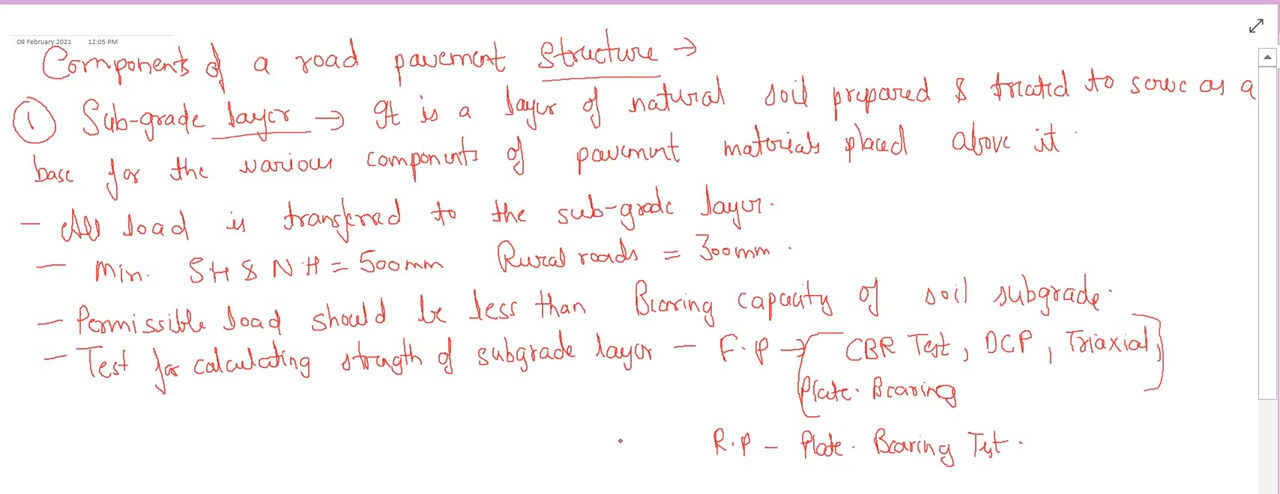 09 February 2021 12:05 PM
Components of a road pavement structure →
① Sub-grade layer → It is a layer of natural soil prepared & treated to serve as a
base for the various components of pavement materials placed above it.
- All load is transferred to the sub-grade layer.
- Min. SH & NH = 500mm Rural roads = 300mm.
- Permissible load should be less than Bearing capacity of soil subgrade.
- Test for calculating strength of subgrade layer - F.P → CBR Test, DCP, Triaxial,
Plate. Bearing
R.P - Plate. Bearing Test.